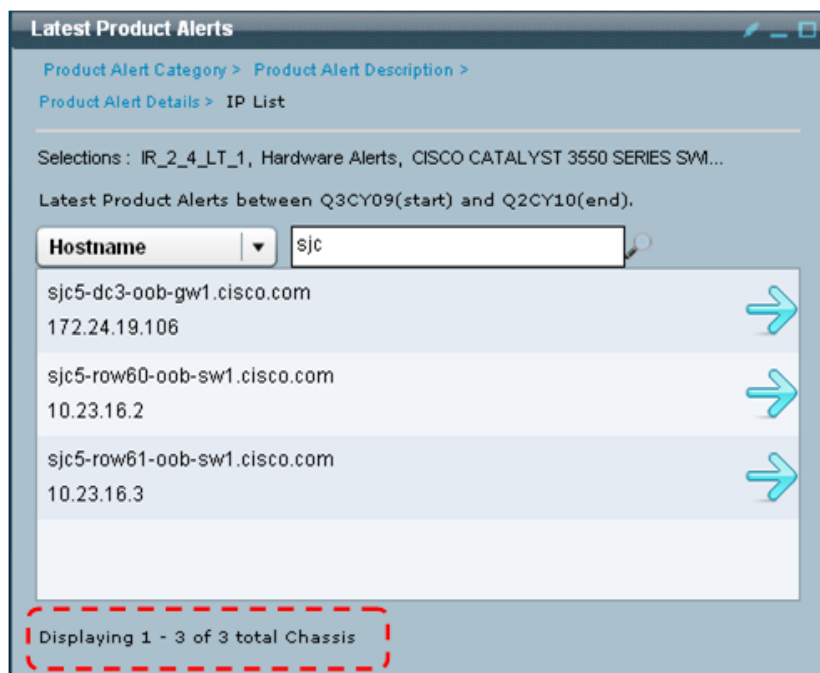 Latest Product Alerts
Product Alert Category > Product Alert Description >
Product Alert Details > IP List
Selections : IR_2_4_LT_1, Hardware Alerts, CISCO CATALYST 3550 SERIES SWI...
Latest Product Alerts between Q3CY09(start) and Q2CY10(end).
Hostname sjc
sjc5-dc3-oob-gw1.cisco.com
172.24.19.106
sjc5-row60-oob-sw1.cisco.com
10.23.16.2
sjc5-row61-oob-sw1.cisco.com
10.23.16.3
Displaying 1 - 3 of 3 total Chassis